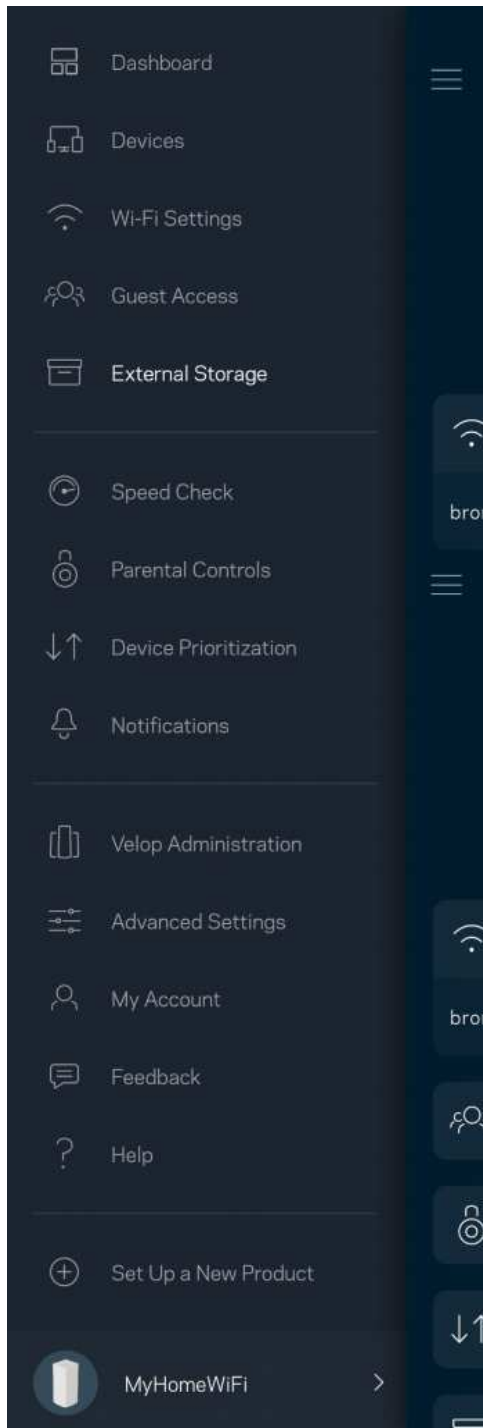 Dashboard
Devices
Wi-Fi Settings
Guest Access
External Storage
Speed Check
Parental Controls
Device Prioritization
Notifications
Velop Administration
Advanced Settings
My Account
Feedback
Help
Set Up a New Product
MyHomeWiFi